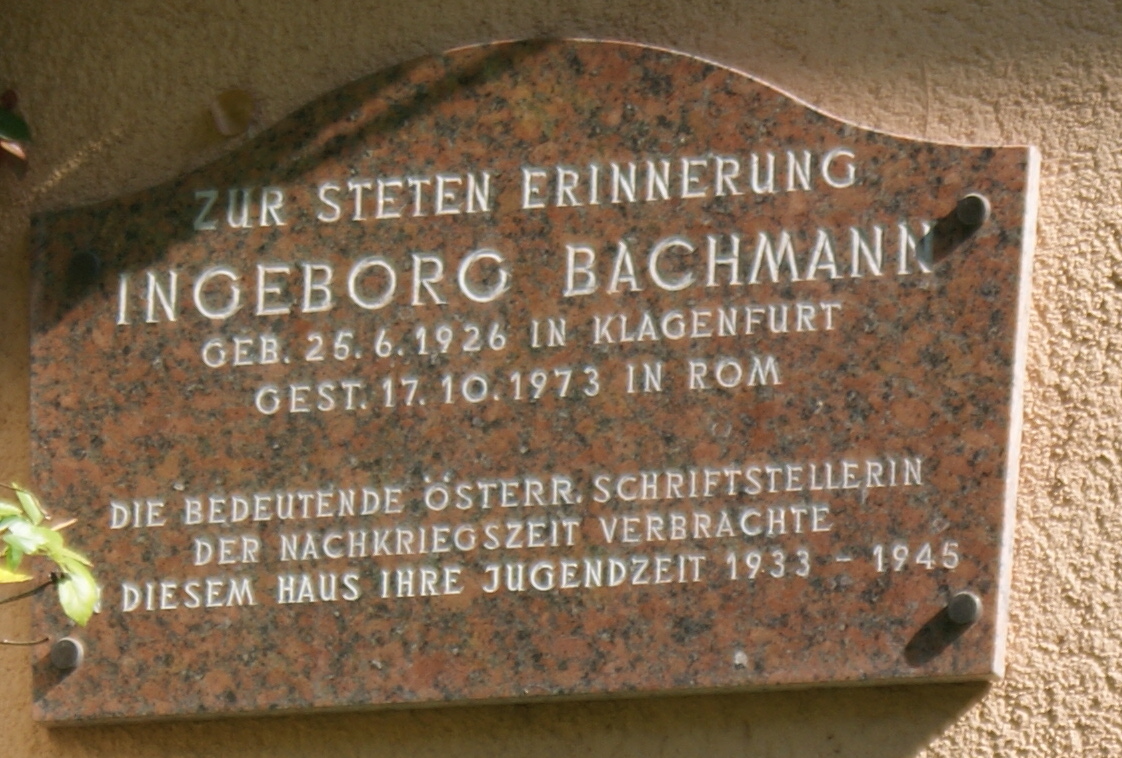 ZUR STETEN ERINNERUNG
INGEBORG BACHMANN
GEB. 25.6.1926 IN KLAGENFURT
GEST. 17.10.1973 IN ROM
DIE BEDEUTENDE ÖSTERR. SCHRIFTSTELLERIN
DER NACHKRIEGSZEIT VERBRACHTE
DIESEM HAUS IHRE JUGENDZEIT 1933 - 1945